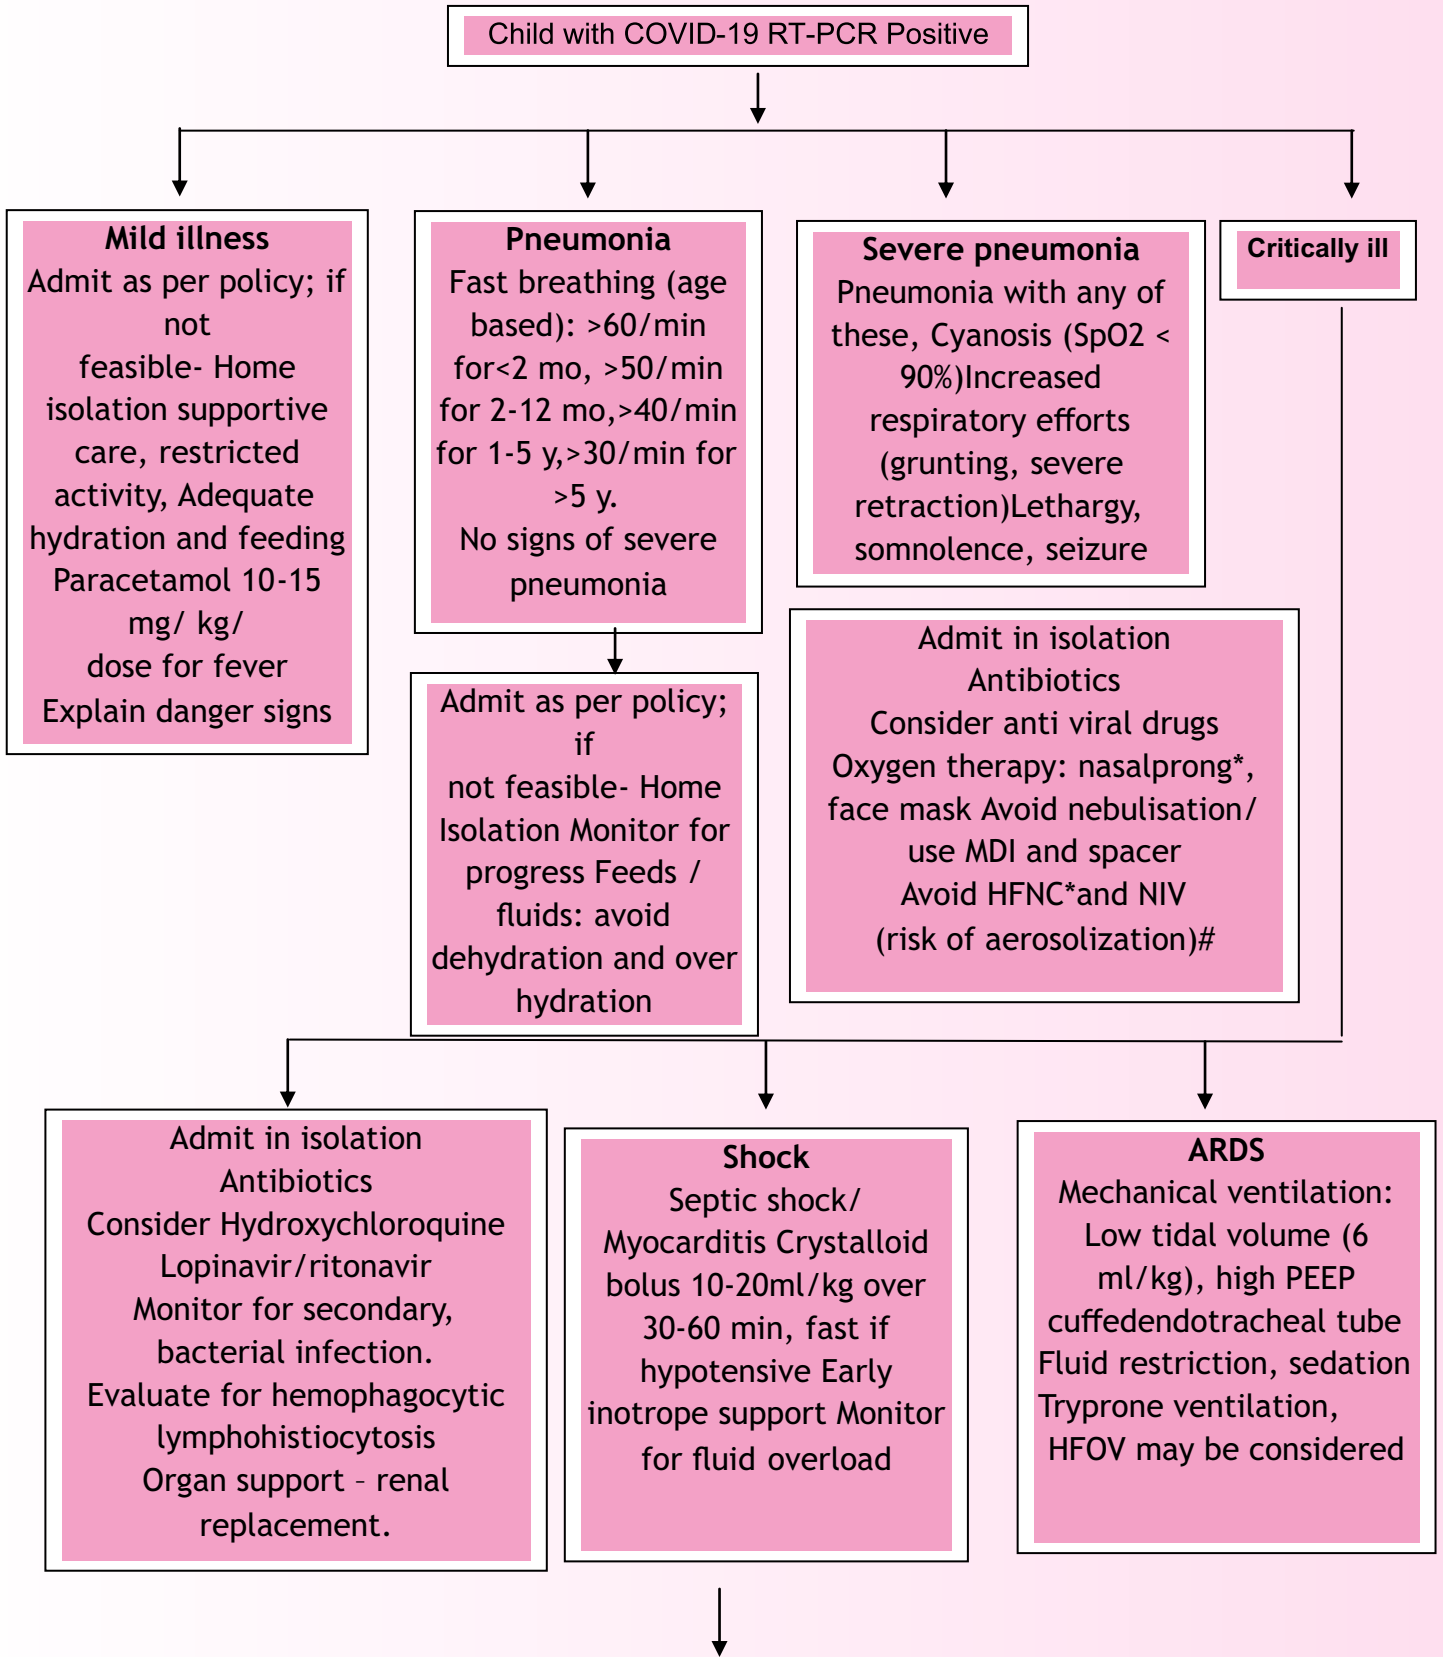 Child with COVID-19 RT-PCR Positive
Mild illness
Admit as per policy; if
not
feasible- Home
isolation supportive
care, restricted
activity, Adequate
hydration and feeding
Paracetamol 10-15
mg/ kg/
dose for fever
Explain danger signs
Pneumonia
Fast breathing (age
based): >60/min
for<2 mo, >50/min
for 2-12 mo,>40/min
for 1-5 y,>30/min for
>5 y.
No signs of severe
pneumonia
Severe pneumonia
Pneumonia with any of
these, Cyanosis (SpO2 <
90%)Increased
respiratory efforts
(grunting, severe
retraction)Lethargy,
somnolence, seizure
Critically ill
Admit as per policy;
if
not feasible- Home
Isolation Monitor for
progress Feeds /
fluids: avoid
dehydration and over
hydration
Admit in isolation
Antibiotics
Consider anti viral drugs
Oxygen therapy: nasalprong*,
face mask Avoid nebulisation/
use MDI and spacer
Avoid HFNC*and NIV
(risk of aerosolization)#
Admit in isolation
Antibiotics
Consider Hydroxychloroquine
Lopinavir/ritonavir
Monitor for secondary,
bacterial infection.
Evaluate for hemophagocytic
lymphohistiocytosis
Organ support – renal
replacement.
Shock
Septic shock/
Myocarditis Crystalloid
bolus 10-20ml/kg over
30-60 min, fast if
hypotensive Early
inotrope support Monitor
for fluid overload
ARDS
Mechanical ventilation:
Low tidal volume (6
ml/kg), high PEEP
cuffedendotracheal tube
Fluid restriction, sedation
Tryprone ventilation,
HFOV may be considered